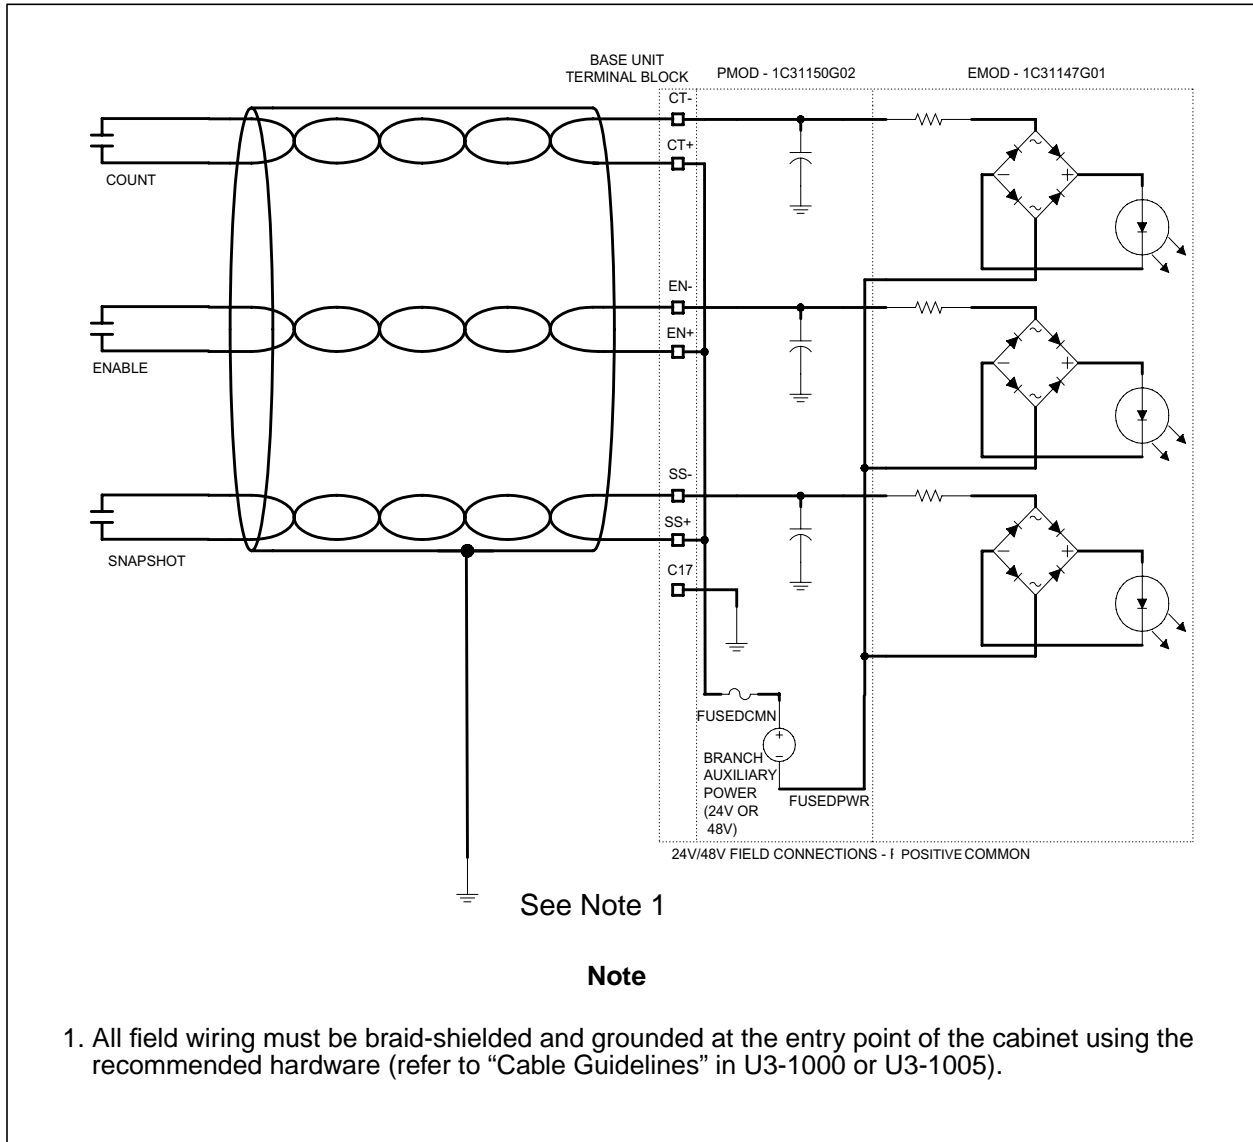 BASE UNIT
TERMINAL BLOCK
PMOD - 1C31150G02
EMOD - 1C31147G01
CT-
CT+
COUNT
EN-
EN+
ENABLE
SS-
SS+
SNAPSHOT
C17
FUSEDCMN
BRANCH
AUXILIARY
POWER
(24V OR
48V)
FUSEDPWR
24V/48V FIELD CONNECTIONS - POSITIVE COMMON
See Note 1
Note
1. All field wiring must be braid-shielded and grounded at the entry point of the cabinet using the
recommended hardware (refer to “Cable Guidelines” in U3-1000 or U3-1005).